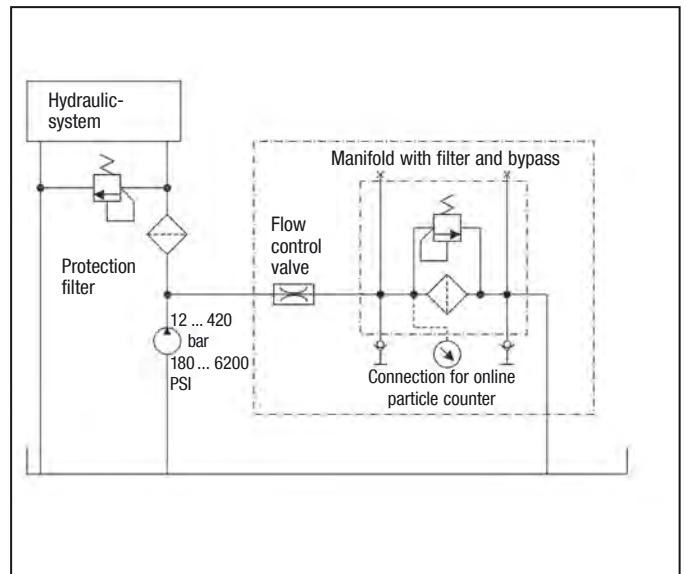 Hydraulic-
system
Manifold with filter and bypass
Flow
control
valve
Protection
filter
12 ... 420
bar
180 ... 6200
PSI
Connection for online
particle counter